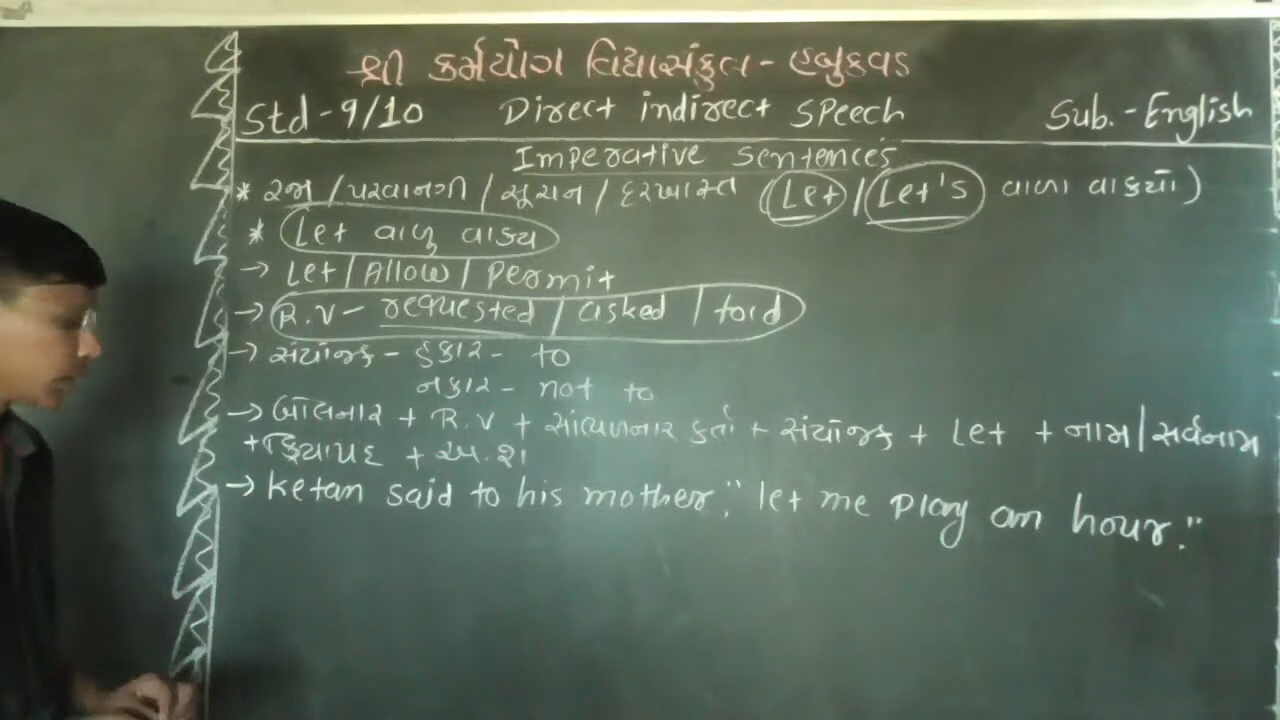 શ્રી કર્મયોગ વિદ્યાસંકુલ - હબુકવડ
Std-9/10 Direct indirect Speech Sub.-English
Imperative Sentences
* રજા / પરવાનગી / સૂચન / દરખાસ્ત (Let / Let's વાળા વાક્યો)
* Let વાળુ વાક્ય
→ Let / Allow / Permit
→ R.V - requested / asked / told
→ સંયોજક - હકાર - to
નકાર - not to
→ બોલનાર + R.V + સાંભળનાર કર્તા + સંયોજક + Let + નામ/સર્વનામ
+ ક્રિયાપદ + અ.શ.
→ Ketan said to his mother, "let me play an hour."